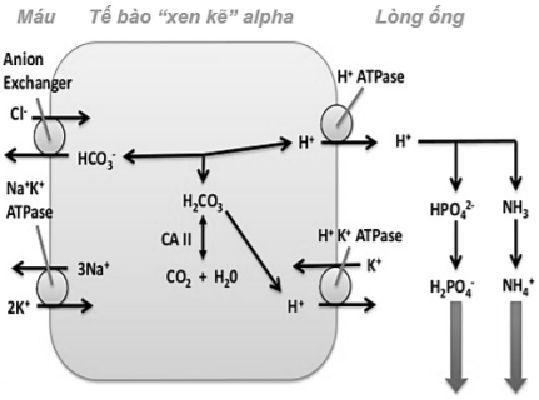 Máu
Tế bào “xen kẽ” alpha
Lòng ống
Anion
Exchanger
Cl-
HCO3-
Na+K+
ATPase
3Na+
2K+
H2CO3
CA II
CO2 + H20
H+ ATPase
H+
H+
H+ K+ ATPase
K+
H+
HPO42-
NH3
H2PO4-
NH4+